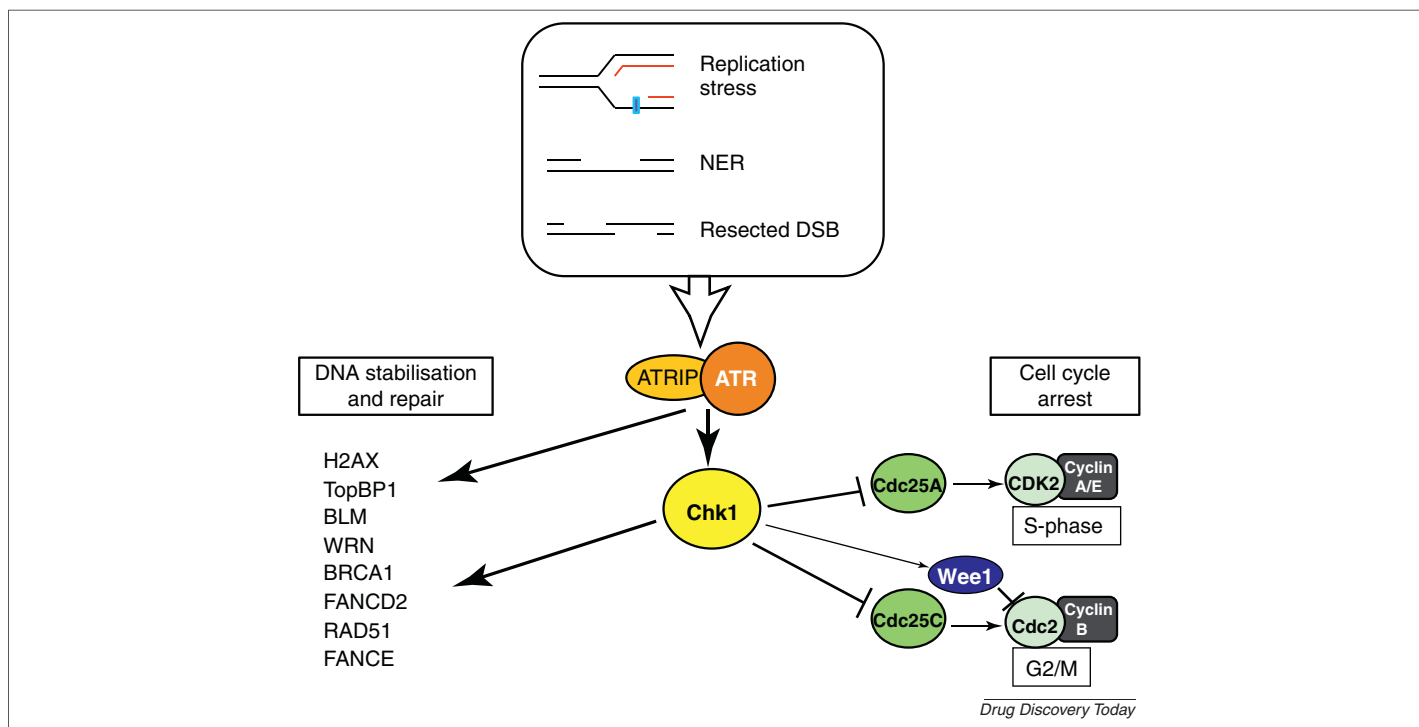 Replication
stress
NER
Resected DSB
DNA stabilisation
and repair
ATRIP
ATR
Cell cycle
arrest
H2AX
TopBP1
BLM
WRN
BRCA1
FANCD2
RAD51
FANCE
Chk1
Cdc25A
CDK2
Cyclin
A/E
S-phase
Wee1
Cdc25C
Cdc2
Cyclin
B
G2/M
Drug Discovery Today